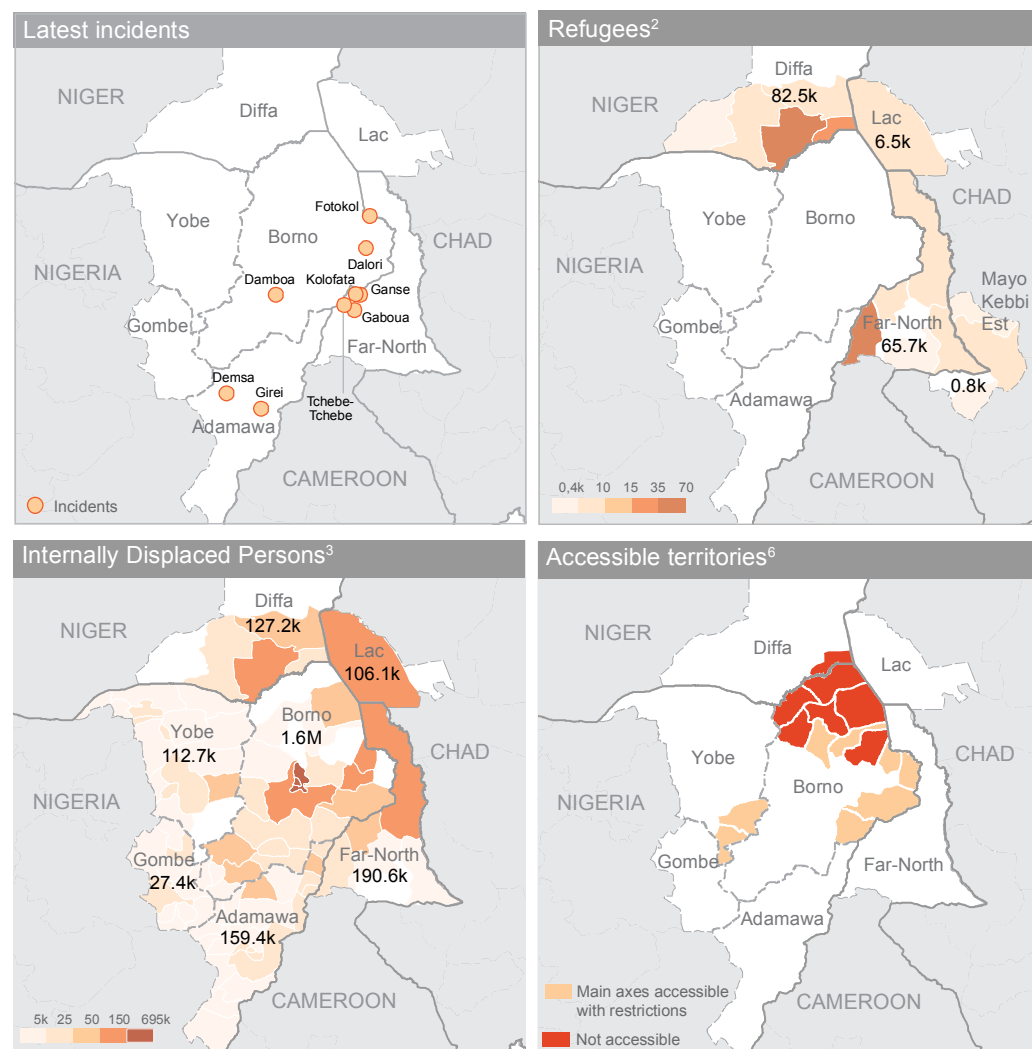 Latest incidents
NIGER
Diffa
Lac
Fotokol
Yobe
Borno
CHAD
Dalori
NIGERIA
Damboa
Kolofata
Ganse
Gaboua
Gombe
Far-North
Demsa
Girei
Tchebe-
Tchebe
Adamawa
CAMEROON
Incidents
Refugees²
Diffa
82.5k
NIGER
Lac
6.5k
CHAD
Yobe
Borno
NIGERIA
Mayo
Kebbi
Est
Gombe
Far-North
65.7k
0.8k
Adamawa
CAMEROON
0,4k 10 15 35 70
Internally Displaced Persons³
Diffa
127.2k
NIGER
Lac
106.1k
Borno
1.6M
Yobe
112.7k
CHAD
NIGERIA
Gombe
27.4k
Far-North
190.6k
Adamawa
159.4k
CAMEROON
5k 25 50 150 695k
Accessible territories⁶
NIGER
Diffa
Lac
Yobe
CHAD
Borno
NIGERIA
Gombe
Far-North
Adamawa
CAMEROON
Main axes accessible
with restrictions
Not accessible